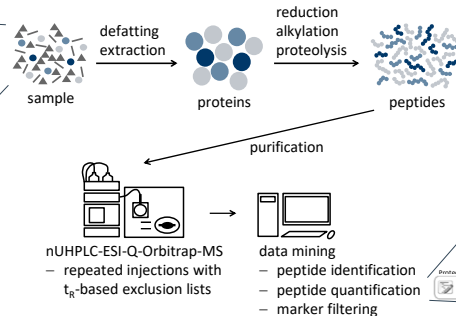 defatting
extraction
reduction
alkylation
proteolysis
sample
proteins
peptides
purification
nUHPLC-ESI-Q-Orbitrap-MS
– repeated injections with
tR-based exclusion lists
data mining
– peptide identification
– peptide quantification
– marker filtering